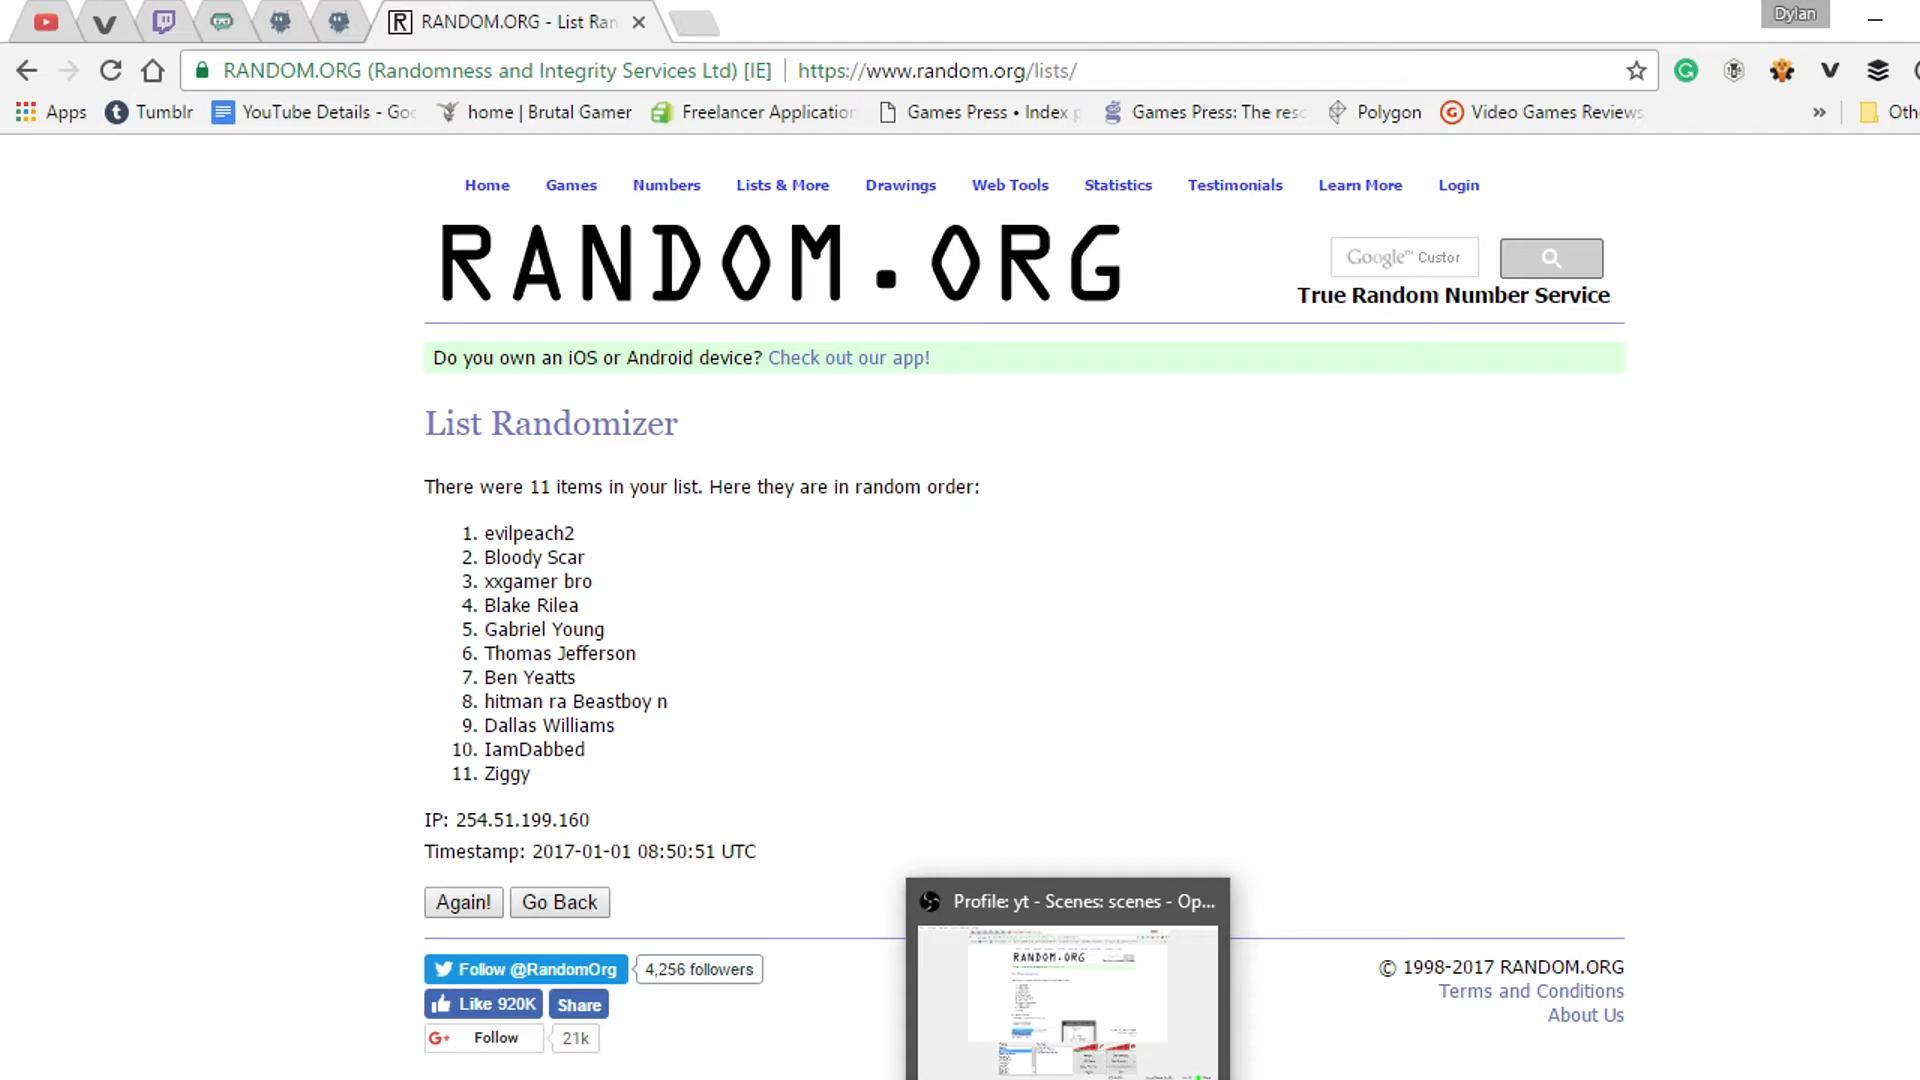 RANDOM.ORG - List Ran
Dylan
RANDOM.ORG (Randomness and Integrity Services Ltd) [IE] https://www.random.org/lists/
Apps Tumblr YouTube Details - Goo home | Brutal Gamer Freelancer Application Games Press • Index p Games Press: The reso Polygon Video Games Reviews » Oth
Home Games Numbers Lists & More Drawings Web Tools Statistics Testimonials Learn More Login
RANDOM.ORG
Google™ Custor
True Random Number Service
Do you own an iOS or Android device? Check out our app!
List Randomizer
There were 11 items in your list. Here they are in random order:
1. evilpeach2
2. Bloody Scar
3. xxgamer bro
4. Blake Rilea
5. Gabriel Young
6. Thomas Jefferson
7. Ben Yeatts
8. hitman ra Beastboy n
9. Dallas Williams
10. IamDabbed
11. Ziggy
IP: 254.51.199.160
Timestamp: 2017-01-01 08:50:51 UTC
Again! Go Back
Profile: yt - Scenes: scenes - Op...
RANDOM.ORG
Follow @RandomOrg 4,256 followers
Like 920K Share
G+ Follow 21k
© 1998-2017 RANDOM.ORG
Terms and Conditions
About Us